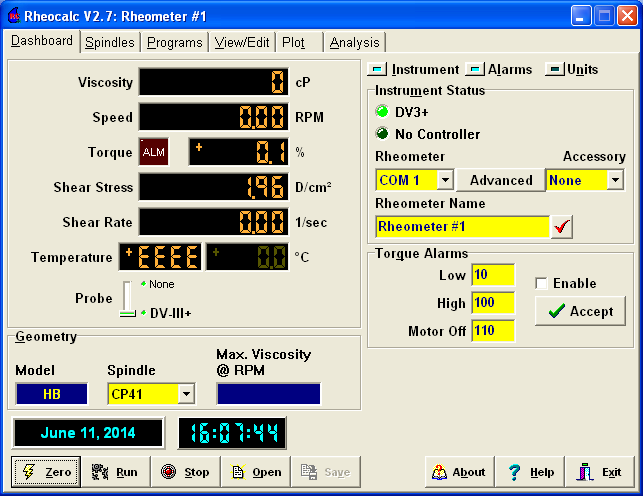 Rheocalc V2.7: Rheometer #1
Dashboard Spindles Programs View/Edit Plot Analysis
Viscosity 0 cP
Speed 0.00 RPM
Torque ALM + 0.1 %
Shear Stress 1.96 D/cm²
Shear Rate 0.00 1/sec
Temperature +EEEE + 0.0 °C
Probe
None
DV-III+
Instrument Alarms Units
Instrument Status
DV3+
No Controller
Rheometer Accessory
COM 1 Advanced None
Rheometer Name
Rheometer #1
Torque Alarms
Low 10
High 100
Motor Off 110
Enable
Accept
Geometry
Model Spindle Max. Viscosity
@ RPM
HB CP41
June 11, 2014 16:07:44
Zero Run Stop Open Save About Help Exit